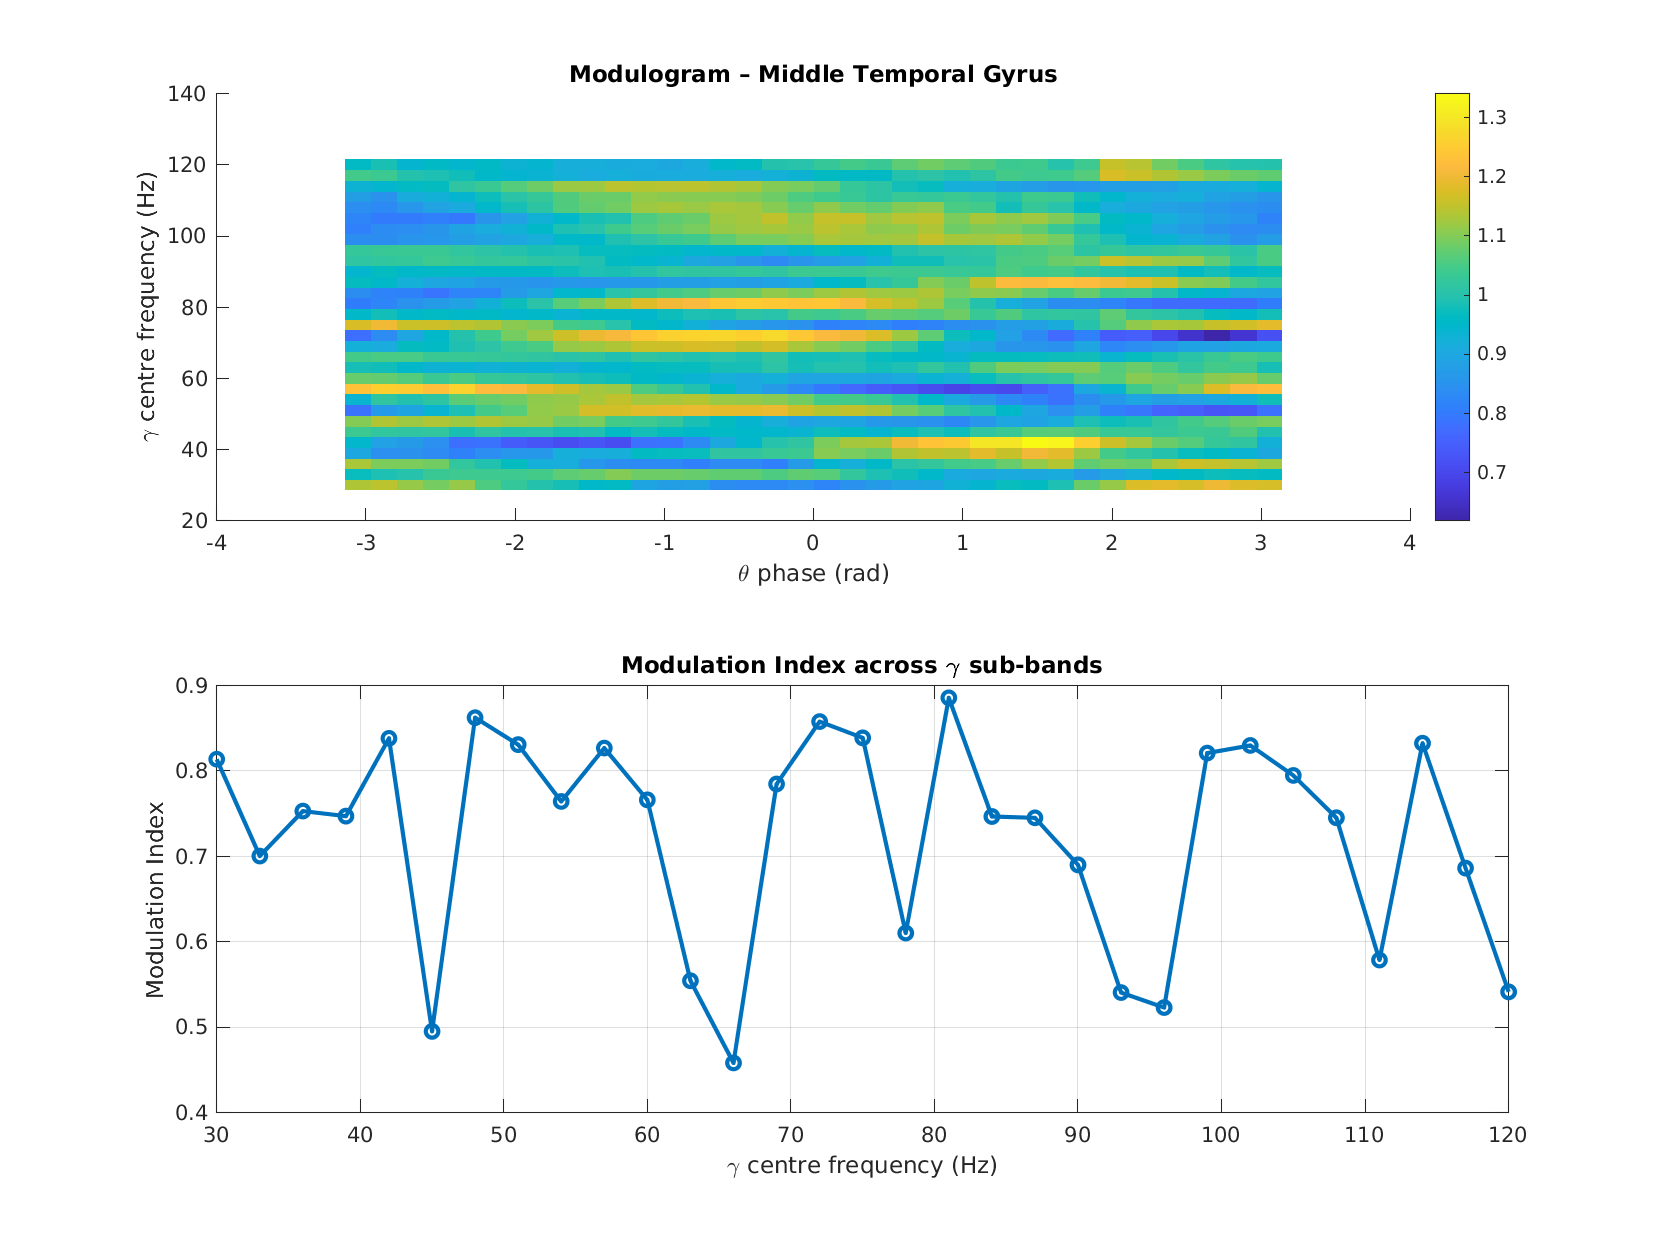 Modulogram – Middle Temporal Gyrus
γ centre frequency (Hz)
140
120
100
80
60
40
20
-4 -3 -2 -1 0 1 2 3 4
θ phase (rad)
1.3
1.2
1.1
1
0.9
0.8
0.7
Modulation Index across γ sub-bands
Modulation Index
0.9
0.8
0.7
0.6
0.5
0.4
30 40 50 60 70 80 90 100 110 120
γ centre frequency (Hz)